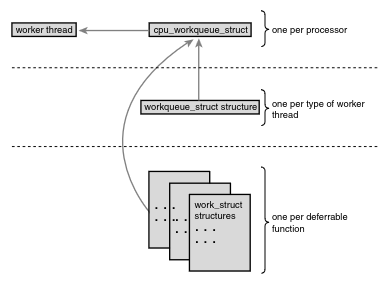 worker thread
cpu_workqueue_struct
one per processor
workqueue_struct structure
one per type of worker
thread
work_struct
structures
. . .
. . .
. . .
. . .
. .
. .
one per deferrable
function